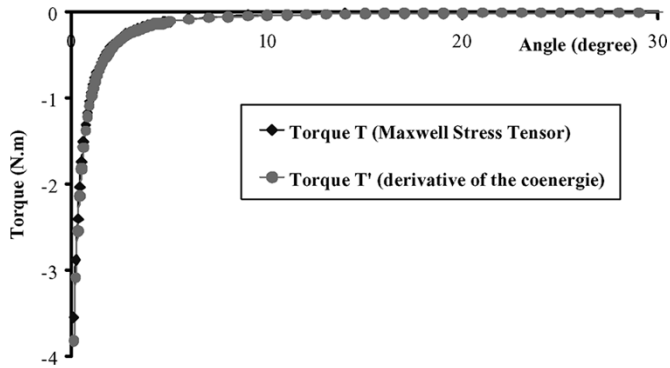 0
0
10
20
30
Angle (degree)
-1
-2
-3
-4
Torque (N.m)
Torque T (Maxwell Stress Tensor)
Torque T' (derivative of the coenergie)